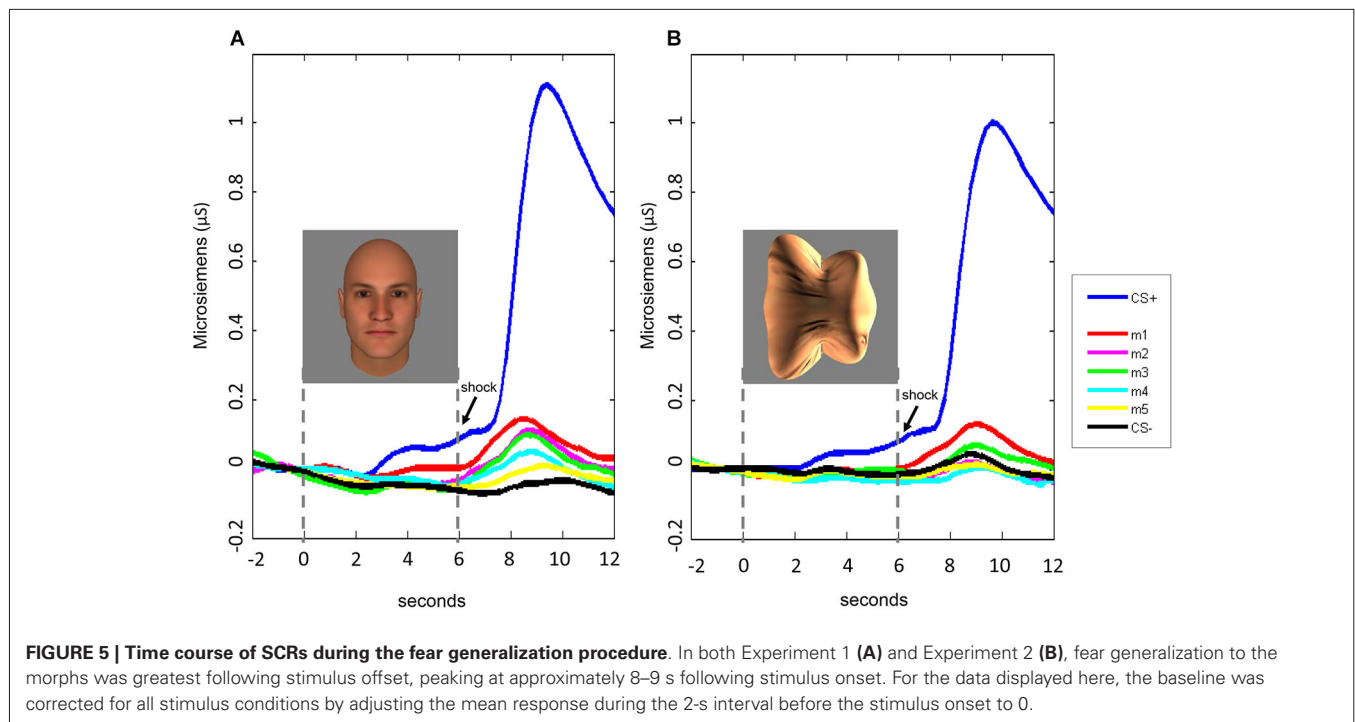 A
B
Microsiemens (µS)
1
0.8
0.6
0.4
0.2
0
-0.2
-2 0 2 4 6 8 10 12
seconds
shock
Microsiemens (µS)
1
0.8
0.6
0.4
0.2
0
-0.2
-2 0 2 4 6 8 10 12
seconds
shock
CS+
m1
m2
m3
m4
m5
CS-
FIGURE 5 | Time course of SCRs during the fear generalization procedure. In both Experiment 1 (A) and Experiment 2 (B), fear generalization to the
morphs was greatest following stimulus offset, peaking at approximately 8–9 s following stimulus onset. For the data displayed here, the baseline was
corrected for all stimulus conditions by adjusting the mean response during the 2-s interval before the stimulus onset to 0.